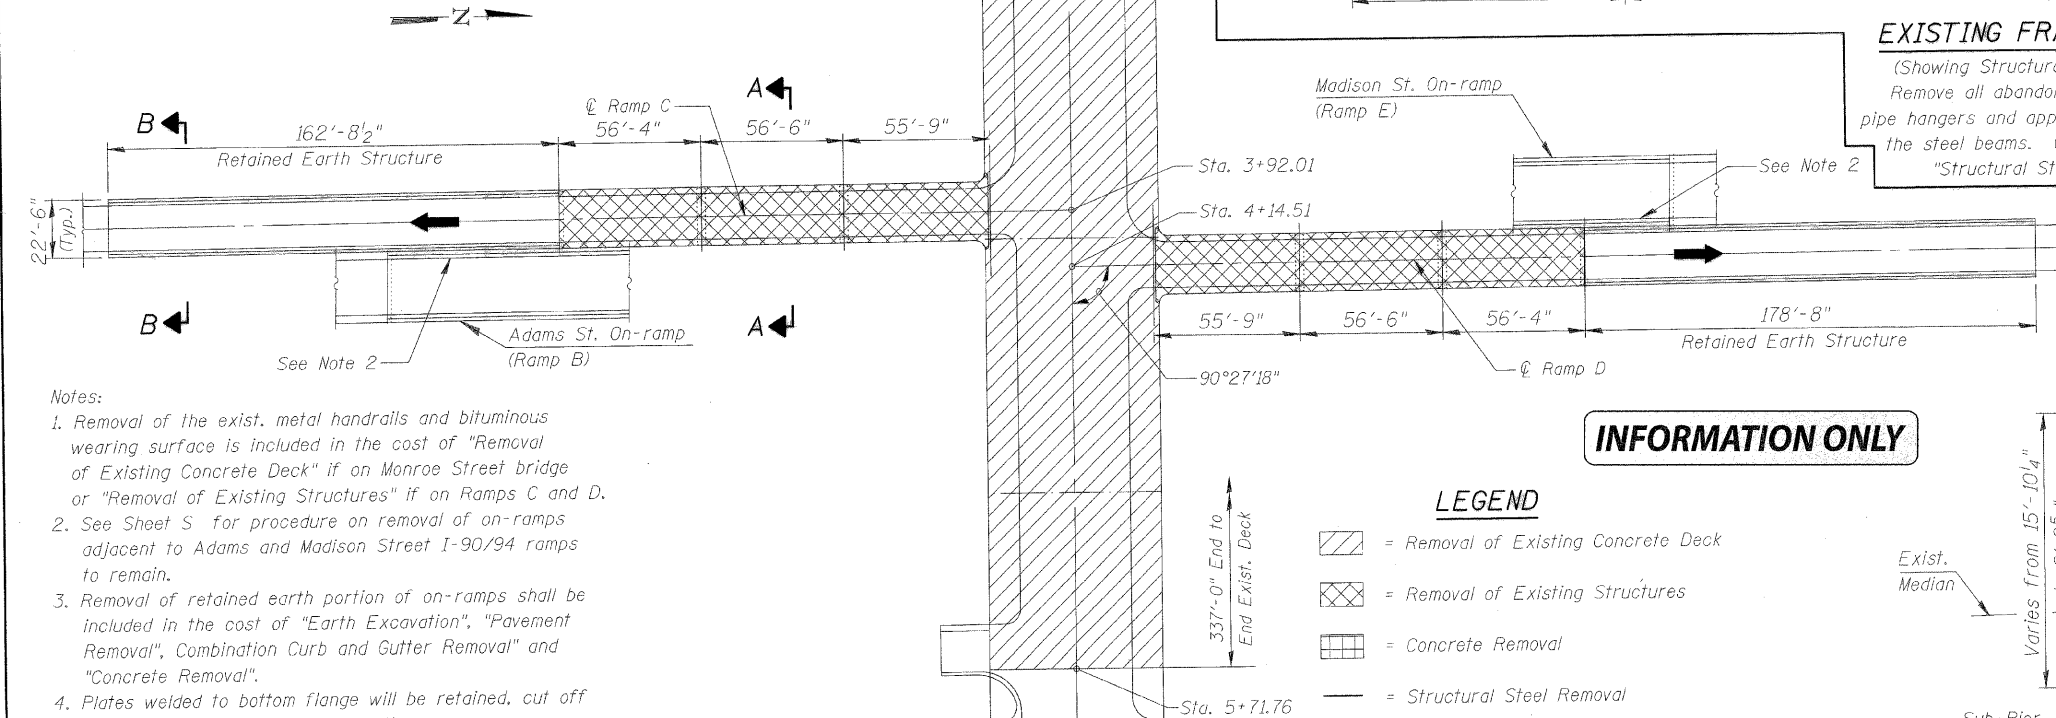 N
EXISTING
(Showing
Remove all
pipe hangers and
the steel beams.
"Structural
Madison St. On-ramp
(Ramp E)
See Note 2
B
A
℄ Ramp C
162'-8½"
56'-4"
56'-6"
55'-9"
Retained Earth Structure
Sta. 3+92.01
Sta. 4+14.51
22'-6"
(Typ.)
B
A
Adams St. On-ramp
(Ramp B)
See Note 2
55'-9"
56'-6"
56'-4"
178'-8"
Retained Earth Structure
℄ Ramp D
90°27'18"
Notes:
1. Removal of the exist. metal handrails and bituminous
wearing surface is included in the cost of "Removal
of Existing Concrete Deck" if on Monroe Street bridge
or "Removal of Existing Structures" if on Ramps C and D.
2. See Sheet S for procedure on removal of on-ramps
adjacent to Adams and Madison Street I-90/94 ramps
to remain.
3. Removal of retained earth portion of on-ramps shall be
included in the cost of "Earth Excavation", "Pavement
Removal", Combination Curb and Gutter Removal" and
"Concrete Removal".
4. Plates welded to bottom flange will be retained, cut off
INFORMATION ONLY
LEGEND
= Removal of Existing Concrete Deck
= Removal of Existing Structures
= Concrete Removal
= Structural Steel Removal
337'-0" End to
End Exist. Deck
Sta. 5+71.76
Exist.
Median
Varies from 15'-10¼"